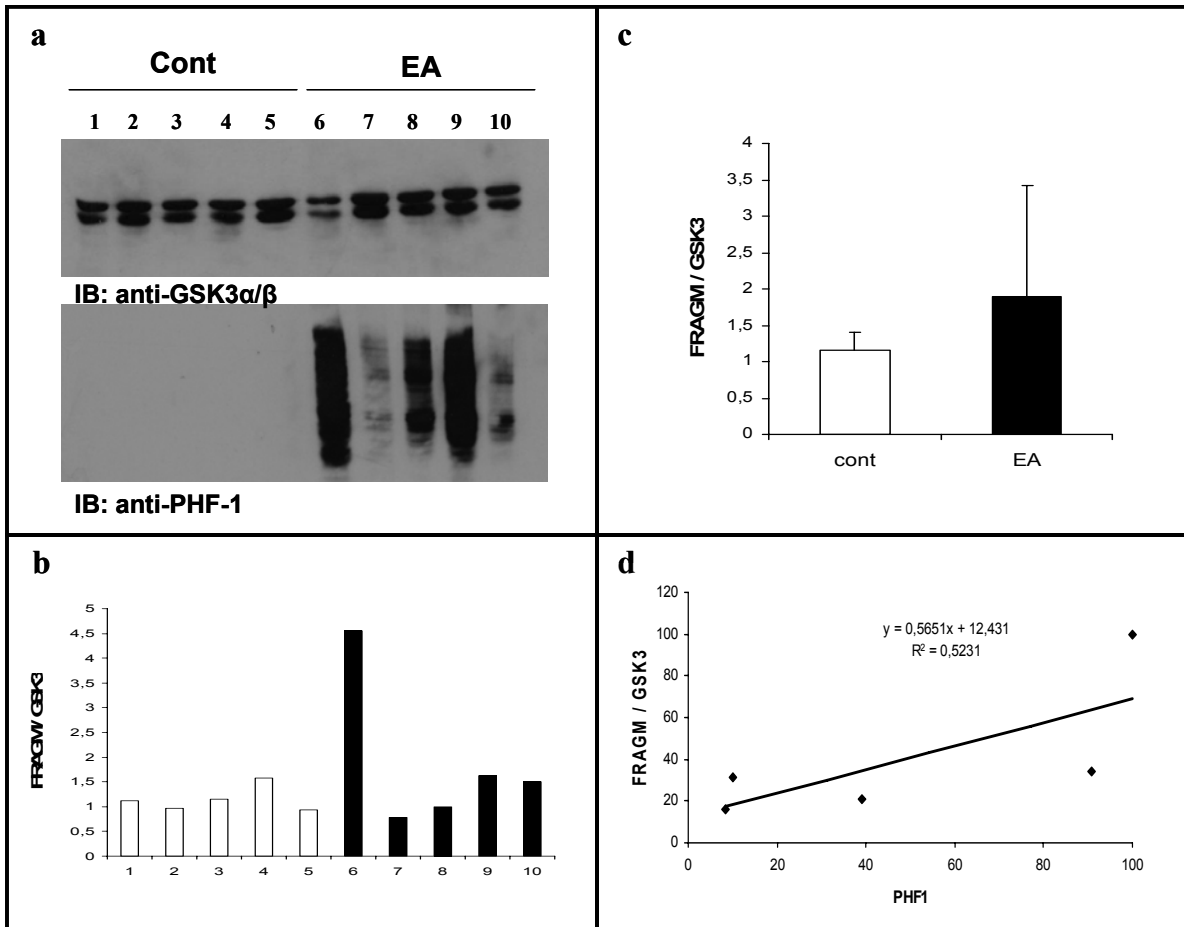 a
Cont EA
1 2 3 4 5 6 7 8 9 10
IB: anti-GSK3α/β
IB: anti-PHF-1
b
FRAGM/GSK3
5
4,5
4
3,5
3
2,5
2
1,5
1
0,5
0
1 2 3 4 5 6 7 8 9 10
c
FRAGM / GSK3
4
3,5
3
2,5
2
1,5
1
0,5
0
cont EA
d
FRAGM / GSK3
120
100
80
60
40
20
0
y = 0,5651x + 12,431
R² = 0,5231
0 20 40 60 80 100
PHF1